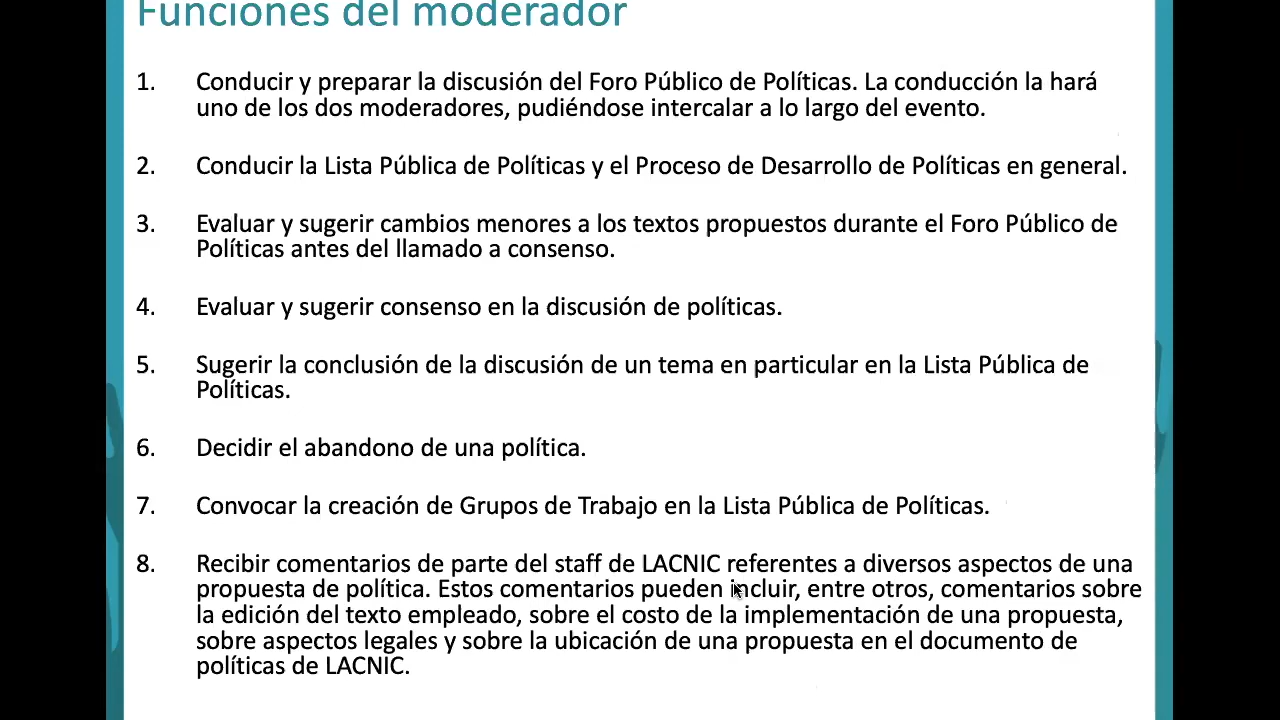 Funciones del moderador
1. Conducir y preparar la discusión del Foro Público de Políticas. La conducción la hará
uno de los dos moderadores, pudiéndose intercalar a lo largo del evento.
2. Conducir la Lista Pública de Políticas y el Proceso de Desarrollo de Políticas en general.
3. Evaluar y sugerir cambios menores a los textos propuestos durante el Foro Público de
Políticas antes del llamado a consenso.
4. Evaluar y sugerir consenso en la discusión de políticas.
5. Sugerir la conclusión de la discusión de un tema en particular en la Lista Pública de
Políticas.
6. Decidir el abandono de una política.
7. Convocar la creación de Grupos de Trabajo en la Lista Pública de Políticas.
8. Recibir comentarios de parte del staff de LACNIC referentes a diversos aspectos de una
propuesta de política. Estos comentarios pueden incluir, entre otros, comentarios sobre
la edición del texto empleado, sobre el costo de la implementación de una propuesta,
sobre aspectos legales y sobre la ubicación de una propuesta en el documento de
políticas de LACNIC.